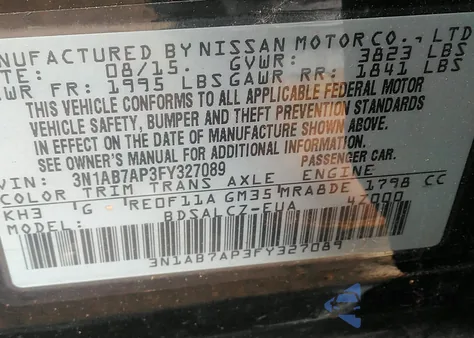 NUFACTURED BY NISSAN MOTOR CO., LTD
TE: 08/15. GVWR: 3823 LBS
WR FR: 1995 LBS GAWR RR: 1841 LBS
THIS VEHICLE CONFORMS TO ALL APPLICABLE FEDERAL MOTOR
VEHICLE SAFETY, BUMPER AND THEFT PREVENTION STANDARDS
IN EFFECT ON THE DATE OF MANUFACTURE SHOWN ABOVE.
SEE OWNER'S MANUAL FOR ADDITIONAL INFORMATION.
VIN: 3N1AB7AP3FY327089 PASSENGER CAR.
COLOR TRIM TRANS AXLE ENGINE
KH3 G RE0F11A GM35 MRA8DE 1798 CC
MODEL: BDSALCZ-EUA 4Z000
3N1AB7AP3FY327089